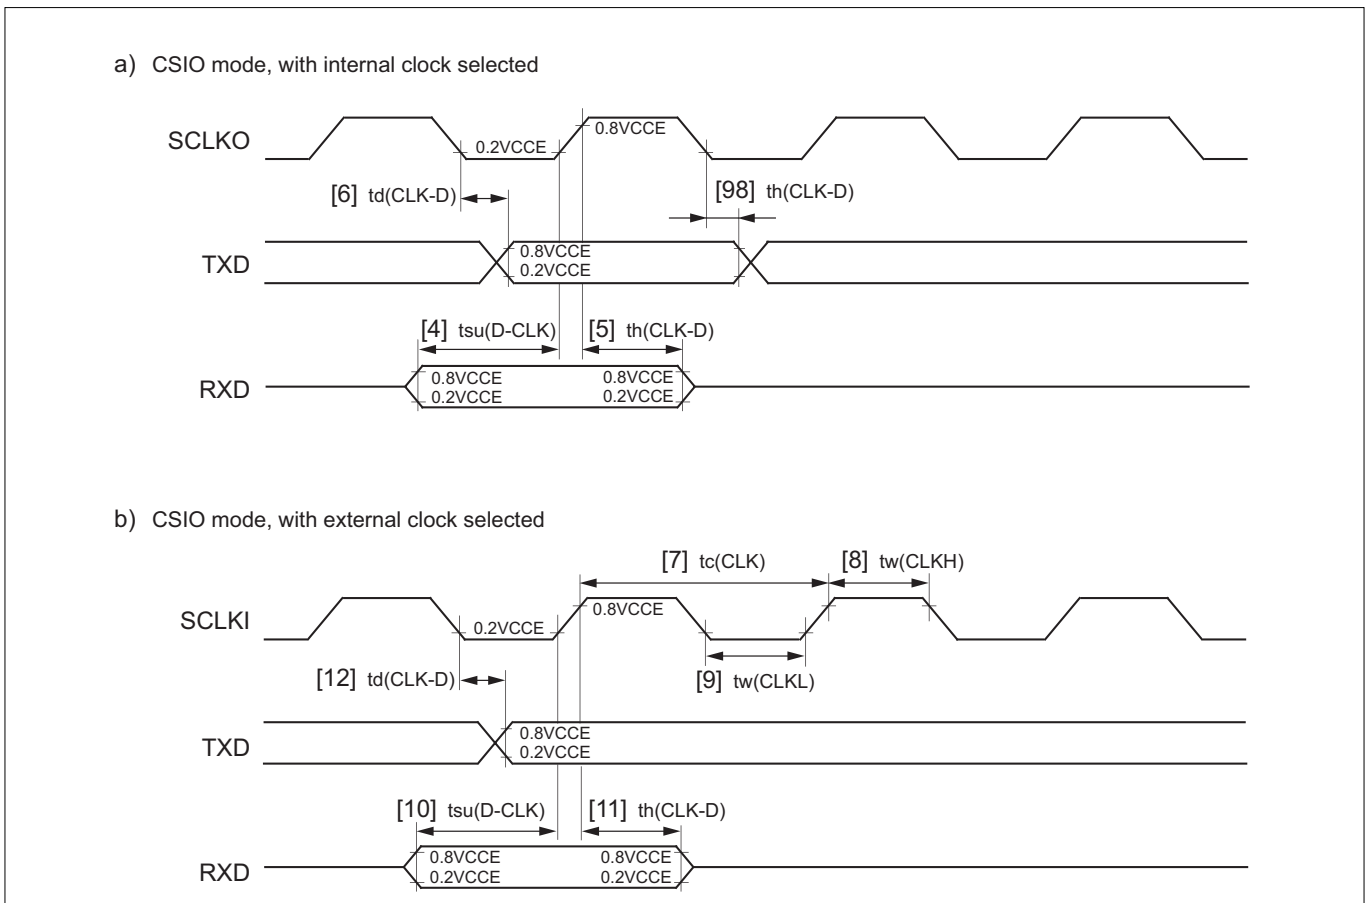 a) CSIO mode, with internal clock selected
SCLKO
0.2VCCE
0.8VCCE
[6] td(CLK-D)
[98] th(CLK-D)
TXD
0.8VCCE
0.2VCCE
[4] tsu(D-CLK)
[5] th(CLK-D)
RXD
0.8VCCE
0.8VCCE
0.2VCCE
0.2VCCE
b) CSIO mode, with external clock selected
[7] tc(CLK)
[8] tw(CLKH)
SCLKI
0.2VCCE
0.8VCCE
[12] td(CLK-D)
[9] tw(CLKL)
TXD
0.8VCCE
0.2VCCE
[10] tsu(D-CLK)
[11] th(CLK-D)
RXD
0.8VCCE
0.8VCCE
0.2VCCE
0.2VCCE